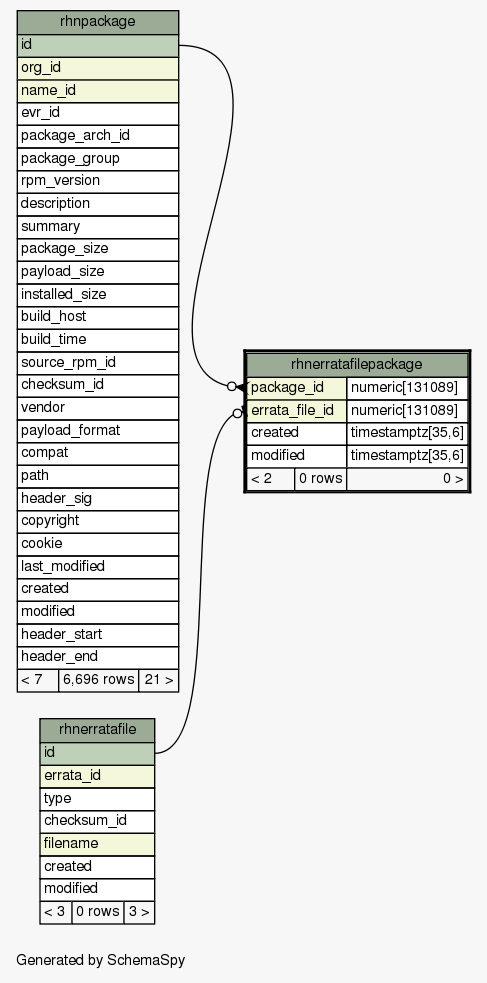 rhnpackage
id
org_id
name_id
evr_id
package_arch_id
package_group
rpm_version
description
summary
package_size
payload_size
installed_size
build_host
build_time
source_rpm_id
checksum_id
vendor
payload_format
compat
path
header_sig
copyright
cookie
last_modified
created
modified
header_start
header_end
< 7 6,696 rows 21 >
rhnerratafilepackage
package_id numeric[131089]
errata_file_id numeric[131089]
created timestamptz[35,6]
modified timestamptz[35,6]
< 2 0 rows 0 >
rhnerratafile
id
errata_id
type
checksum_id
filename
created
modified
< 3 0 rows 3 >
Generated by SchemaSpy